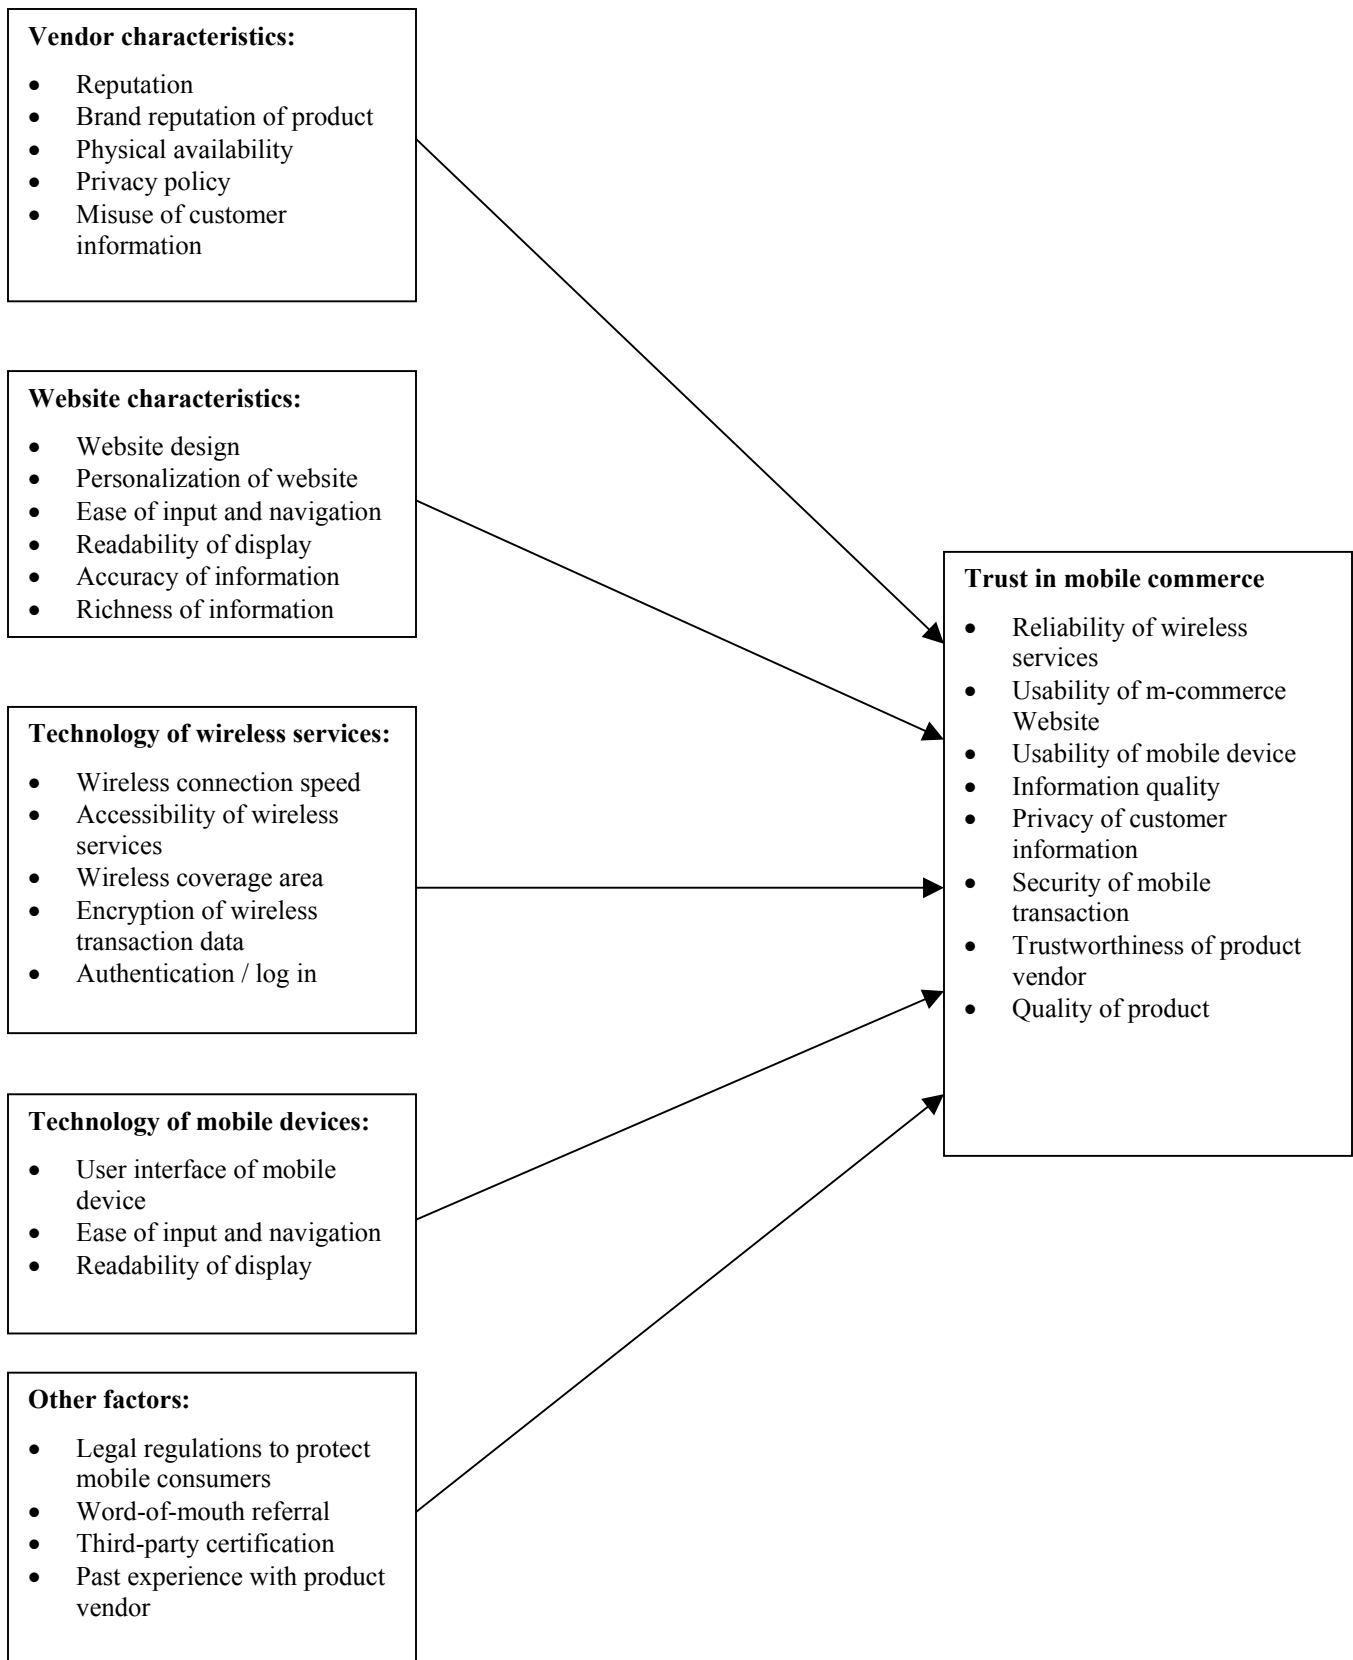 Vendor characteristics:
• Reputation
• Brand reputation of product
• Physical availability
• Privacy policy
• Misuse of customer
information
Website characteristics:
• Website design
• Personalization of website
• Ease of input and navigation
• Readability of display
• Accuracy of information
• Richness of information
Technology of wireless services:
• Wireless connection speed
• Accessibility of wireless
services
• Wireless coverage area
• Encryption of wireless
transaction data
• Authentication / log in
Technology of mobile devices:
• User interface of mobile
device
• Ease of input and navigation
• Readability of display
Other factors:
• Legal regulations to protect
mobile consumers
• Word-of-mouth referral
• Third-party certification
• Past experience with product
vendor
Trust in mobile commerce
• Reliability of wireless
services
• Usability of m-commerce
Website
• Usability of mobile device
• Information quality
• Privacy of customer
information
• Security of mobile
transaction
• Trustworthiness of product
vendor
• Quality of product